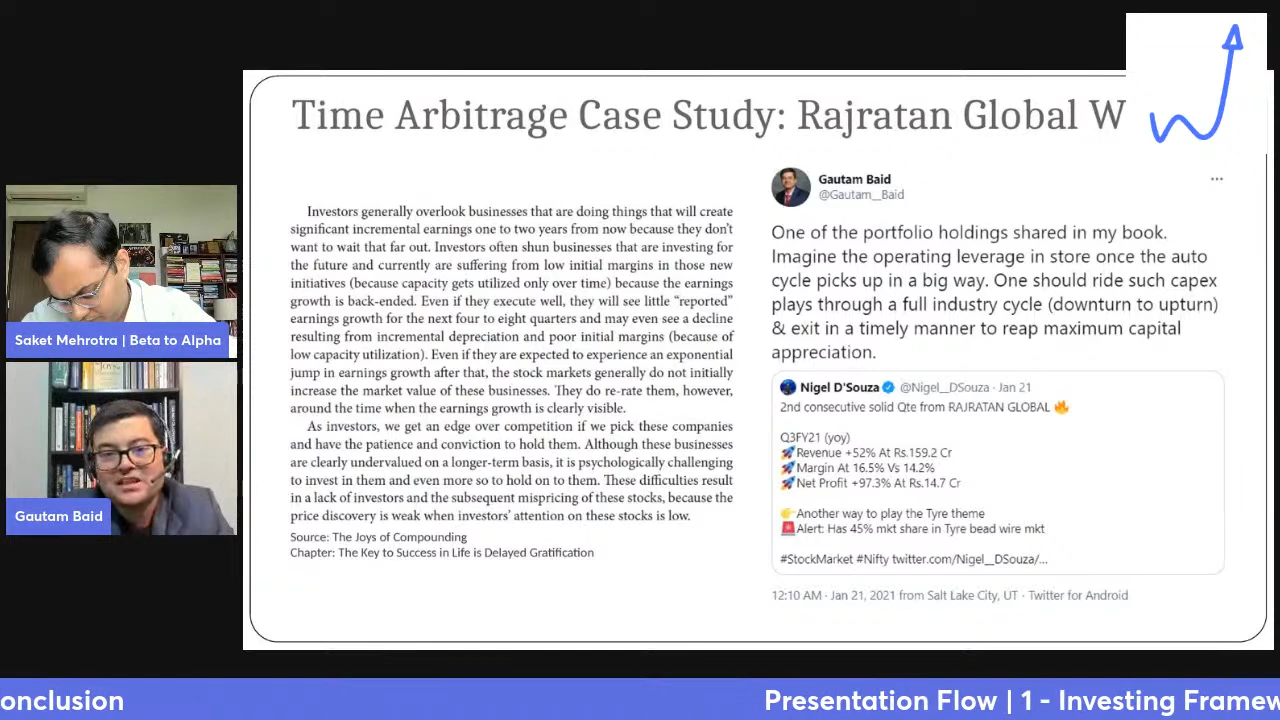 Time Arbitrage Case Study: Rajratan Global W
Investors generally overlook businesses that are doing things that will create
significant incremental earnings one to two years from now because they don't
want to wait that far out. Investors often shun businesses that are investing for
the future and currently are suffering from low initial margins in those new
initiatives (because capacity gets utilized only over time) because the earnings
growth is back-ended. Even if they execute well, they will see little “reported”
earnings growth for the next four to eight quarters and may even see a decline
resulting from incremental depreciation and poor initial margins (because of
low capacity utilization). Even if they are expected to experience an exponential
jump in earnings growth after that, the stock markets generally do not initially
increase the market value of these businesses. They do re-rate them, however,
around the time when the earnings growth is clearly visible.
As investors, we get an edge over competition if we pick these companies
and have the patience and conviction to hold them. Although these businesses
are clearly undervalued on a longer-term basis, it is psychologically challenging
to invest in them and even more so to hold on to them. These difficulties result
in a lack of investors and the subsequent mispricing of these stocks, because the
price discovery is weak when investors' attention on these stocks is low.
Source: The Joys of Compounding
Chapter: The Key to Success in Life is Delayed Gratification
Gautam Baid
@Gautam__Baid
One of the portfolio holdings shared in my book.
Imagine the operating leverage in store once the auto
cycle picks up in a big way. One should ride such capex
plays through a full industry cycle (downturn to upturn)
& exit in a timely manner to reap maximum capital
appreciation.
Nigel D'Souza @Nigel__DSouza · Jan 21
2nd consecutive solid Qte from RAJRATAN GLOBAL 🔥
Q3FY21 (yoy)
🚀Revenue +52% At Rs.159.2 Cr
🚀Margin At 16.5% Vs 14.2%
🚀Net Profit +97.3% At Rs.14.7 Cr
👉Another way to play the Tyre theme
🚨Alert: Has 45% mkt share in Tyre bead wire mkt
#StockMarket #Nifty twitter.com/Nigel__DSouza/...
12:10 AM · Jan 21, 2021 from Salt Lake City, UT · Twitter for Android
Saket Mehrotra | Beta to Alpha
Gautam Baid
onclusion
Presentation Flow | 1 - Investing Framew